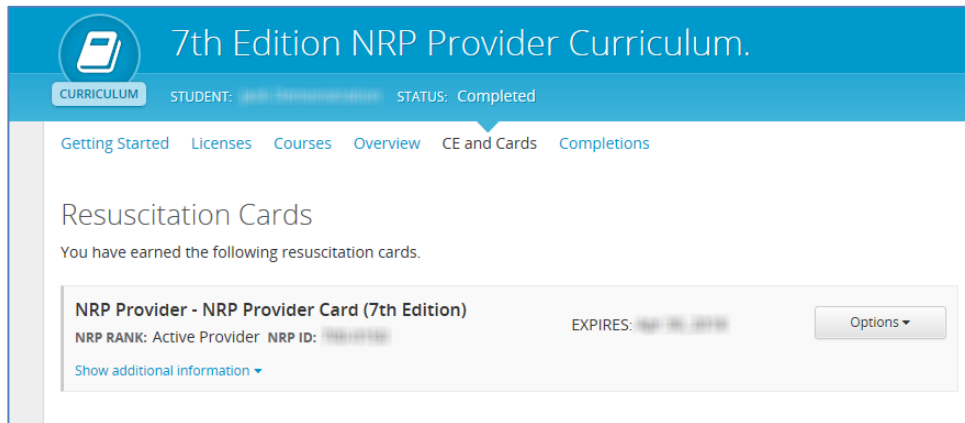 7th Edition NRP Provider Curriculum.
CURRICULUM
STUDENT: STATUS: Completed
Getting Started Licenses Courses Overview CE and Cards Completions
Resuscitation Cards
You have earned the following resuscitation cards.
NRP Provider - NRP Provider Card (7th Edition)
NRP RANK: Active Provider NRP ID:
EXPIRES:
Options
Show additional information